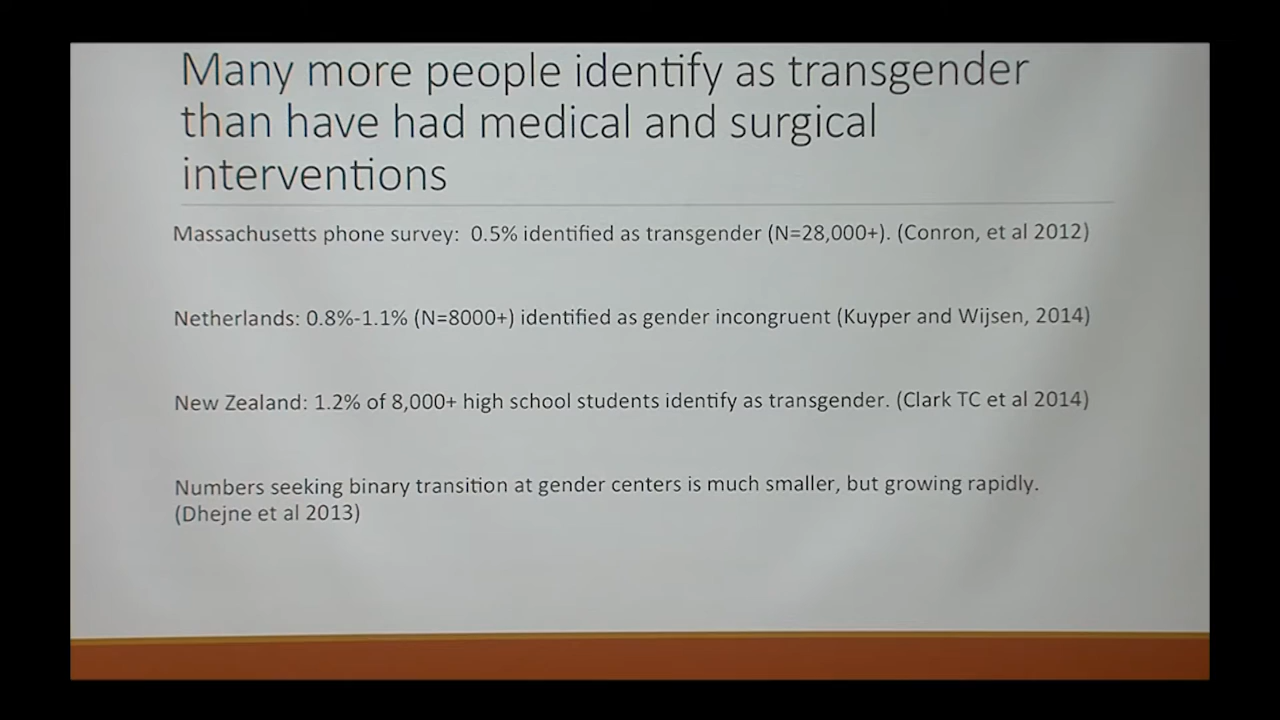 Many more people identify as transgender
than have had medical and surgical
interventions
Massachusetts phone survey: 0.5% identified as transgender (N=28,000+). (Conron, et al 2012)
Netherlands: 0.8%-1.1% (N=8000+) identified as gender incongruent (Kuyper and Wijsen, 2014)
New Zealand: 1.2% of 8,000+ high school students identify as transgender. (Clark TC et al 2014)
Numbers seeking binary transition at gender centers is much smaller, but growing rapidly.
(Dhejne et al 2013)